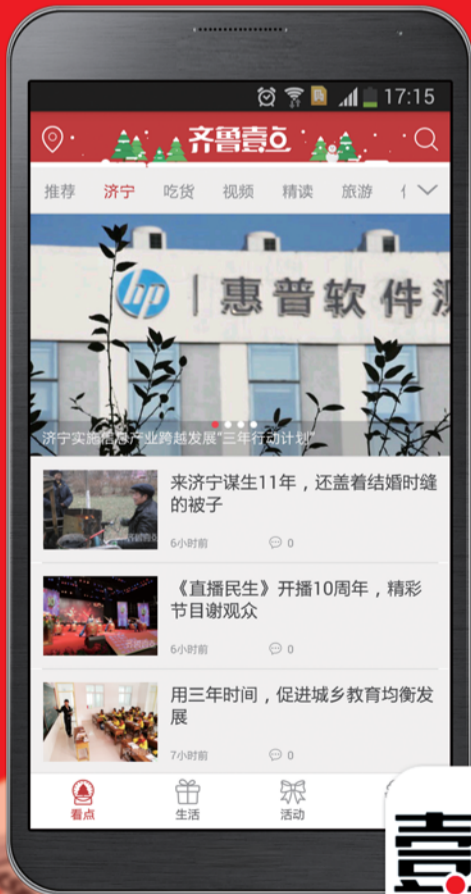 17:15
齐鲁壹点
推荐 济宁 吃货 视频 精读 旅游
hp 惠普软件测
济宁实施信息产业跨越发展"三年行动计划"
来济宁谋生11年，还盖着结婚时缝
的被子
6小时前 0
《直播民生》开播10周年，精彩
节目谢观众
6小时前 0
用三年时间，促进城乡教育均衡发
展
7小时前 0
看点 生活 活动
壹